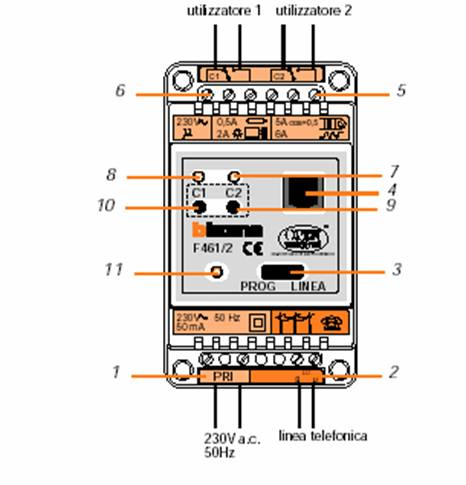 utilizzatore 1 utilizzatore 2
C1 C2
6 5
230V~ 0,5A 5A cosφ=0,5
µ 2A 6A
8 7
C1 C2 4
10 9
bticino
F461/2 CE
11 3
PROG LINEA
230V~ 50 Hz
50mA
1 PRI 2
230V a.c. linea telefonica
50Hz